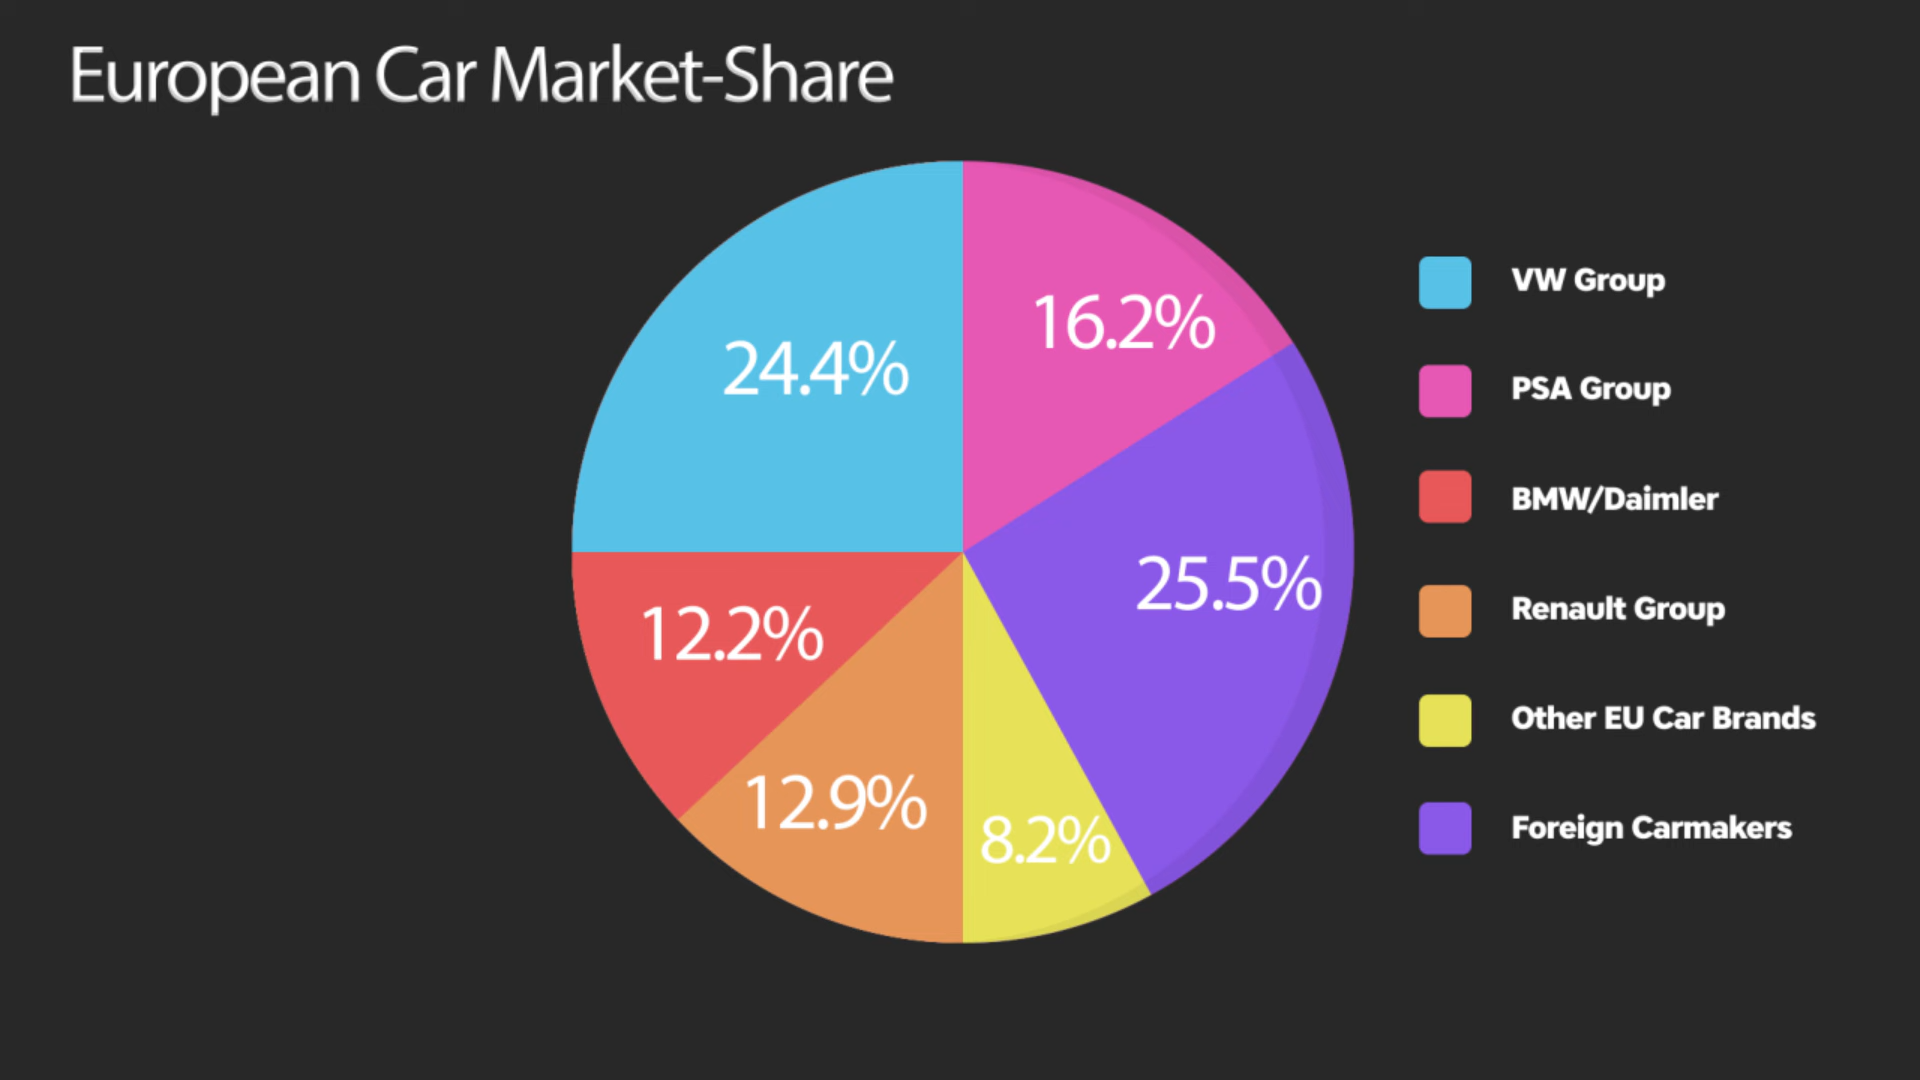 European Car Market-Share
24.4%
16.2%
25.5%
12.2%
12.9%
8.2%
VW Group
PSA Group
BMW/Daimler
Renault Group
Other EU Car Brands
Foreign Carmakers